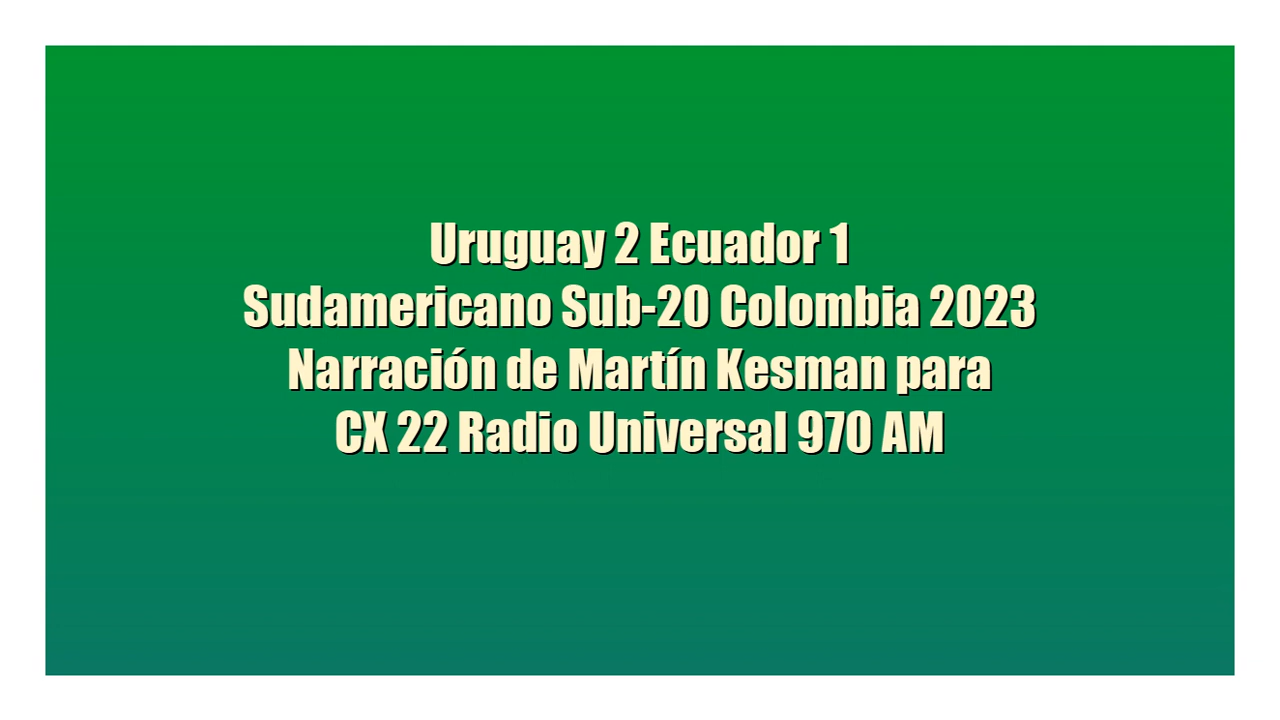 Uruguay 2 Ecuador 1
Sudamericano Sub-20 Colombia 2023
Narración de Martín Kesman para
CX 22 Radio Universal 970 AM